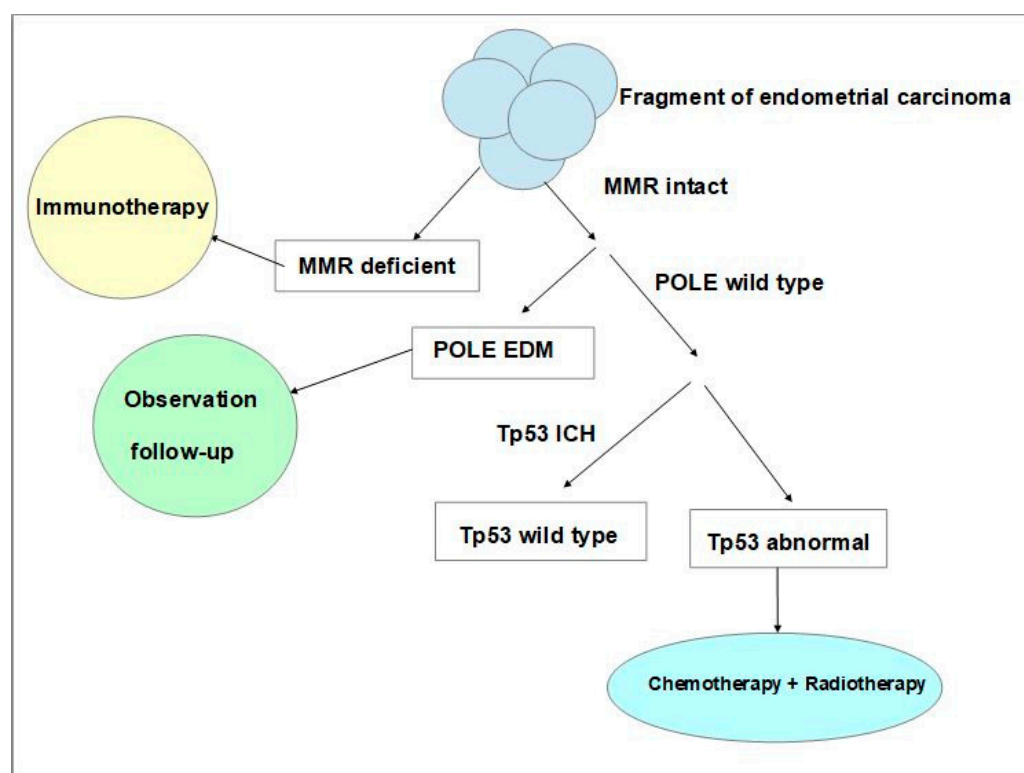 Fragment of endometrial carcinoma
MMR intact
Immunotherapy
MMR deficient
POLE wild type
POLE EDM
Observation
follow-up
Tp53 ICH
Tp53 wild type
Tp53 abnormal
Chemotherapy + Radiotherapy